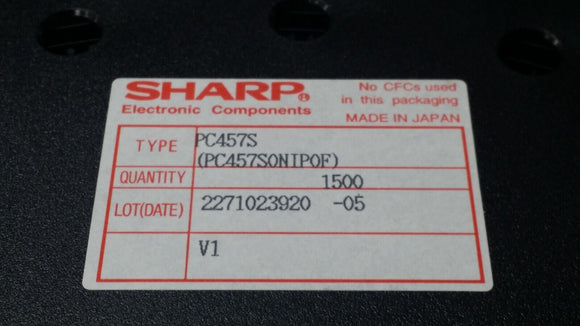 SHARP®
Electronic Components
No CFCs used
in this packaging
MADE IN JAPAN
TYPE PC457S
(PC457SONIPOF)
QUANTITY 1500
LOT(DATE) 2271023920 -05
V1